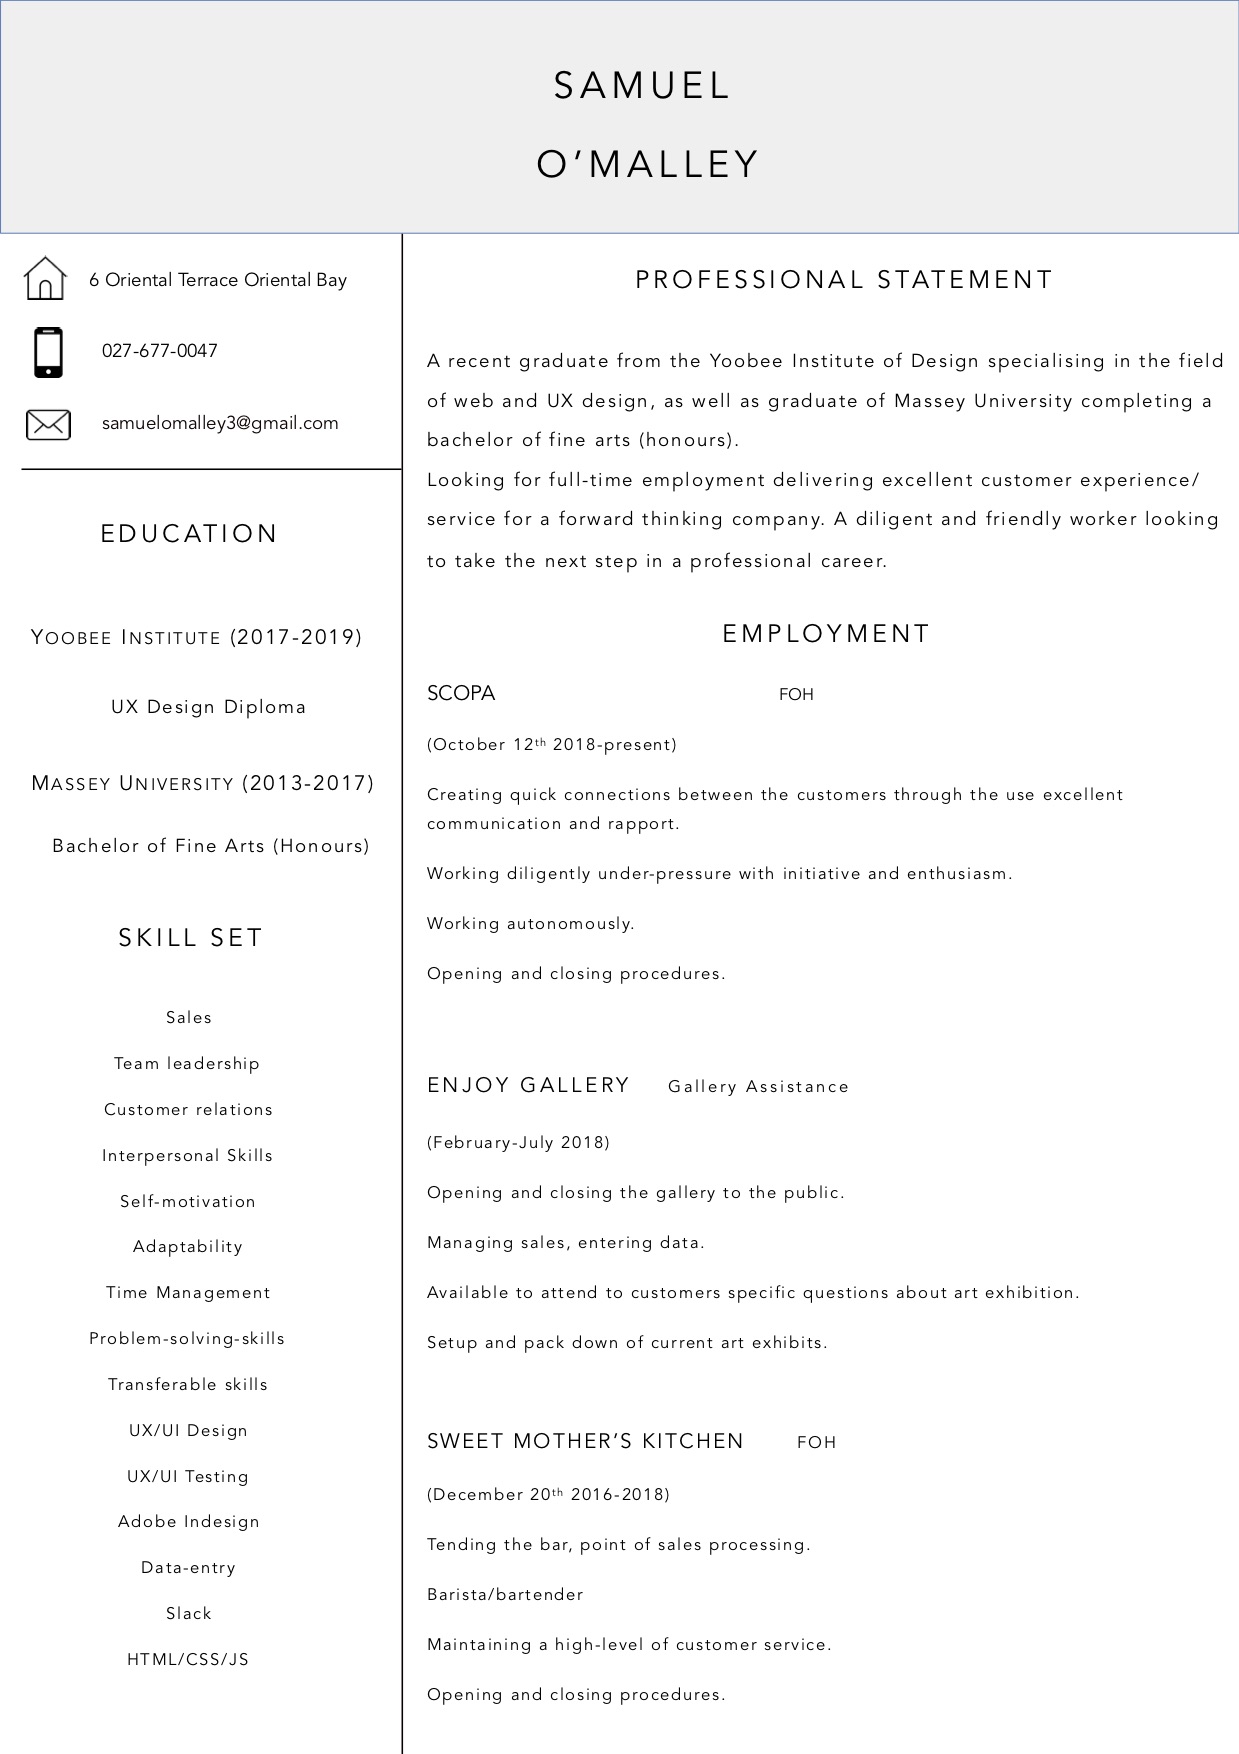 SAMUEL
O’MALLEY
6 Oriental Terrace Oriental Bay
027-677-0047
samuelomalley3@gmail.com
EDUCATION
YOOBEE INSTITUTE (2017-2019)
UX Design Diploma
MASSEY UNIVERSITY (2013-2017)
Bachelor of Fine Arts (Honours)
SKILL SET
Sales
Team leadership
Customer relations
Interpersonal Skills
Self-motivation
Adaptability
Time Management
Problem-solving-skills
Transferable skills
UX/UI Design
UX/UI Testing
Adobe Indesign
Data-entry
Slack
HTML/CSS/JS
PROFESSIONAL STATEMENT
A recent graduate from the Yoobee Institute of Design specialising in the field
of web and UX design, as well as graduate of Massey University completing a
bachelor of fine arts (honours).
Looking for full-time employment delivering excellent customer experience/
service for a forward thinking company. A diligent and friendly worker looking
to take the next step in a professional career.
EMPLOYMENT
SCOPA FOH
(October 12th 2018-present)
Creating quick connections between the customers through the use excellent
communication and rapport.
Working diligently under-pressure with initiative and enthusiasm.
Working autonomously.
Opening and closing procedures.
ENJOY GALLERY Gallery Assistance
(February-July 2018)
Opening and closing the gallery to the public.
Managing sales, entering data.
Available to attend to customers specific questions about art exhibition.
Setup and pack down of current art exhibits.
SWEET MOTHER’S KITCHEN FOH
(December 20th 2016-2018)
Tending the bar, point of sales processing.
Barista/bartender
Maintaining a high-level of customer service.
Opening and closing procedures.